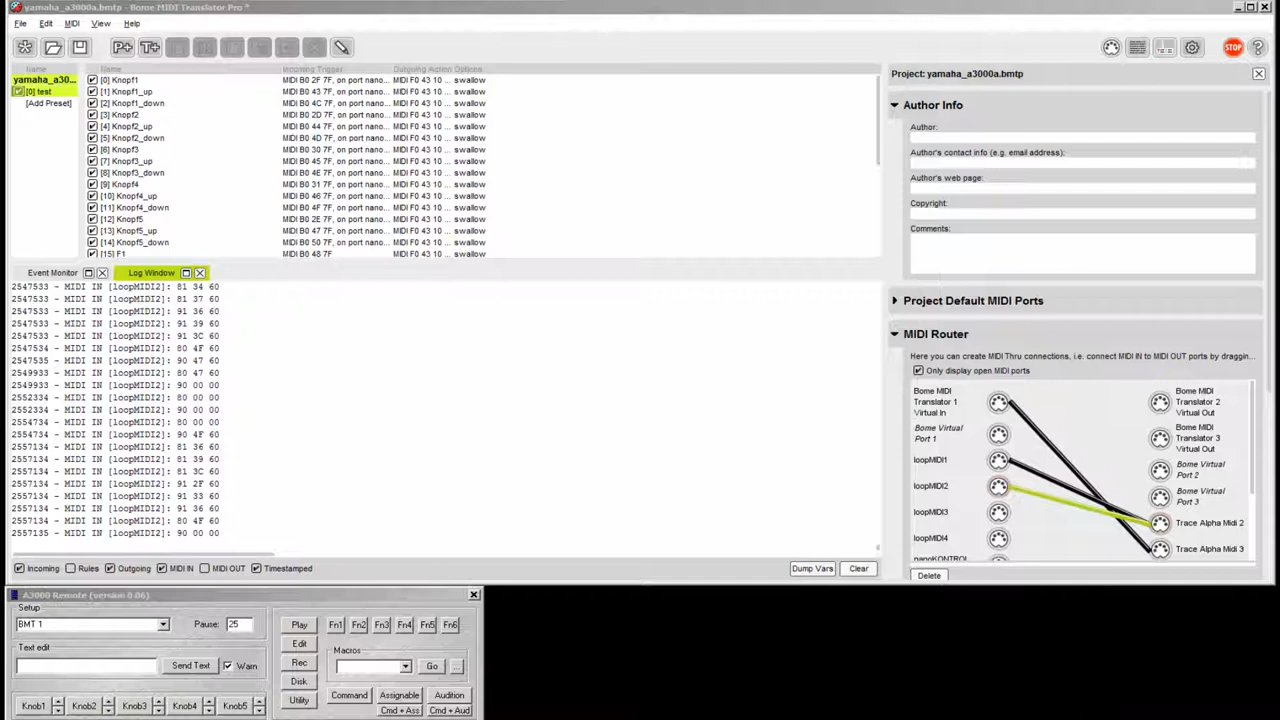 yamaha_a3000a.bmtp - Bome MIDI Translator Pro *
File Edit MIDI View Help
P+ T+ STOP ?
Name
yamaha_a30...
[0] test
[Add Preset]
Name Incoming Trigger Outgoing Action Options
[0] Knopf1 MIDI B0 2F 7F, on port nano... MIDI F0 43 10 ... swallow
[1] Knopf1_up MIDI B0 43 7F, on port nano... MIDI F0 43 10 ... swallow
[2] Knopf1_down MIDI B0 4C 7F, on port nano... MIDI F0 43 10 ... swallow
[3] Knopf2 MIDI B0 2D 7F, on port nano... MIDI F0 43 10 ... swallow
[4] Knopf2_up MIDI B0 44 7F, on port nano... MIDI F0 43 10 ... swallow
[5] Knopf2_down MIDI B0 4D 7F, on port nano... MIDI F0 43 10 ... swallow
[6] Knopf3 MIDI B0 30 7F, on port nano... MIDI F0 43 10 ... swallow
[7] Knopf3_up MIDI B0 45 7F, on port nano... MIDI F0 43 10 ... swallow
[8] Knopf3_down MIDI B0 4E 7F, on port nano... MIDI F0 43 10 ... swallow
[9] Knopf4 MIDI B0 31 7F, on port nano... MIDI F0 43 10 ... swallow
[10] Knopf4_up MIDI B0 46 7F, on port nano... MIDI F0 43 10 ... swallow
[11] Knopf4_down MIDI B0 4F 7F, on port nano... MIDI F0 43 10 ... swallow
[12] Knopf5 MIDI B0 2E 7F, on port nano... MIDI F0 43 10 ... swallow
[13] Knopf5_up MIDI B0 47 7F, on port nano... MIDI F0 43 10 ... swallow
[14] Knopf5_down MIDI B0 50 7F, on port nano... MIDI F0 43 10 ... swallow
[15] F1 MIDI B0 48 7F MIDI F0 43 10 ... swallow
Event Monitor Log Window
2547533 - MIDI IN [loopMIDI2]: 81 34 60
2547533 - MIDI IN [loopMIDI2]: 81 37 60
2547533 - MIDI IN [loopMIDI2]: 91 36 60
2547533 - MIDI IN [loopMIDI2]: 91 39 60
2547533 - MIDI IN [loopMIDI2]: 91 3C 60
2547534 - MIDI IN [loopMIDI2]: 80 4F 60
2547535 - MIDI IN [loopMIDI2]: 90 47 60
2549933 - MIDI IN [loopMIDI2]: 80 47 60
2549933 - MIDI IN [loopMIDI2]: 90 00 00
2552334 - MIDI IN [loopMIDI2]: 80 00 00
2552334 - MIDI IN [loopMIDI2]: 90 00 00
2554734 - MIDI IN [loopMIDI2]: 80 00 00
2554734 - MIDI IN [loopMIDI2]: 90 4F 60
2557134 - MIDI IN [loopMIDI2]: 81 36 60
2557134 - MIDI IN [loopMIDI2]: 81 39 60
2557134 - MIDI IN [loopMIDI2]: 81 3C 60
2557134 - MIDI IN [loopMIDI2]: 91 2F 60
2557134 - MIDI IN [loopMIDI2]: 91 33 60
2557134 - MIDI IN [loopMIDI2]: 91 36 60
2557134 - MIDI IN [loopMIDI2]: 80 4F 60
2557135 - MIDI IN [loopMIDI2]: 90 00 00
Incoming Rules Outgoing MIDI IN MIDI OUT Timestamped Dump Vars Clear
Project: yamaha_a3000a.bmtp
Author Info
Author:
Author's contact info (e.g. email address):
Author's web page:
Copyright:
Comments:
Project Default MIDI Ports
MIDI Router
Here you can create MIDI Thru connections, i.e. connect MIDI IN to MIDI OUT ports by draggin...
Only display open MIDI ports
Bome MIDI
Translator 1
Virtual In
Bome Virtual
Port 1
loopMIDI1
loopMIDI2
loopMIDI3
loopMIDI4
nanoKONTROL
Bome MIDI
Translator 2
Virtual Out
Bome MIDI
Translator 3
Virtual Out
Bome Virtual
Port 2
Bome Virtual
Port 3
Trace Alpha Midi 2
Trace Alpha Midi 3
Delete
A3000 Remote (version 0.06)
Setup
BMT 1 Pause: 25
Text edit
Send Text Warn
Knob1 Knob2 Knob3 Knob4 Knob5
Play
Edit
Rec
Disk
Utility
Fn1 Fn2 Fn3 Fn4 Fn5 Fn6
Macros
Go ...
Command Assignable Audition
Cmd + Ass Cmd + Aud